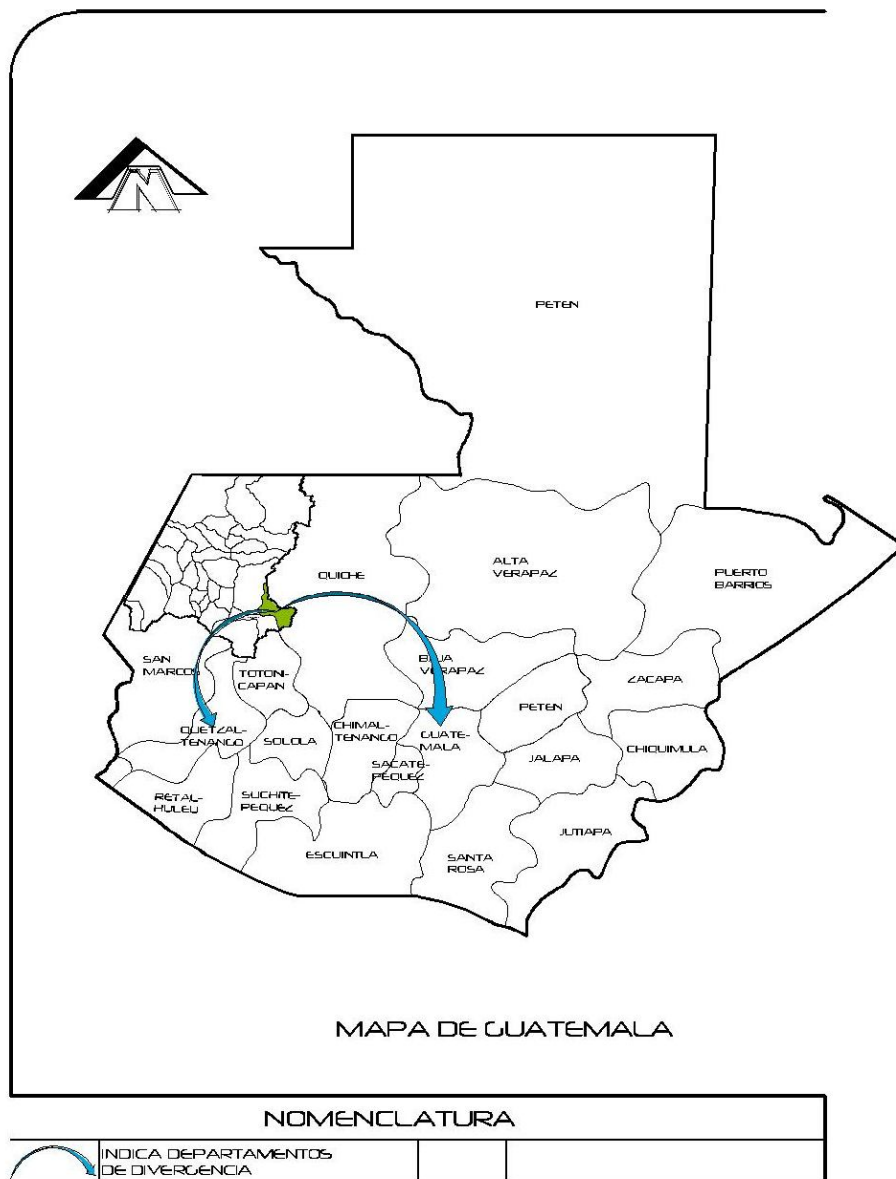 N
PETEN
QUICHE
ALTA
VERAPAZ
PUERTO
BARRIOS
SAN
MARCOS
TOTONI-
CAPAN
BAJA
VERAPAZ
ZACAPA
PETEN
QUETZAL-
TENANGO
SOLOLA
CHIMAL-
TENANGO
GUATE-
MALA
SACATE-
PEQUEZ
JALAPA
CHIQUIMULA
RETAL-
HULEU
SUCHITE-
PEQUEZ
ESCUINTLA
SANTA
ROSA
JUTIAPA
MAPA DE GUATEMALA
NOMENCLATURA
INDICA DEPARTAMENTOS
DE DIVERGENCIA